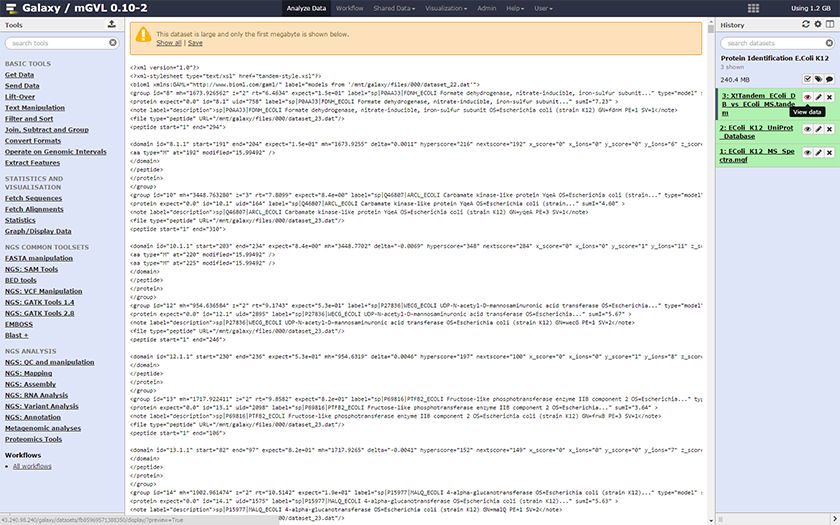 Galaxy / mGVL 0.10-2
Analyze Data Workflow Shared Data Visualization Admin Help User
Using 1.2 GB
Tools
search tools
BASIC TOOLS
Get Data
Send Data
Lift-Over
Text Manipulation
Filter and Sort
Join, Subtract and Group
Convert Formats
Operate on Genomic Intervals
Extract Features
STATISTICS AND
VISUALISATION
Fetch Sequences
Fetch Alignments
Statistics
Graph/Display Data
NGS COMMON TOOLSETS
FASTA manipulation
NGS: SAM Tools
BED tools
NGS: VCF Manipulation
NGS: GATK Tools 1.4
NGS: GATK Tools 2.8
EMBOSS
Blast +
NGS ANALYSIS
NGS: QC and manipulation
NGS: Mapping
NGS: Assembly
NGS: RNA Analysis
NGS: Variant Analysis
NGS: Annotation
Metagenomic analyses
Proteomics Tools
Workflows
All workflows
This dataset is large and only the first megabyte is shown below.
Show all | Save
<?xml version="1.0"?>
<?xml-stylesheet type="text/xsl" href="tandem-style.xsl"?>
<bioml xmlns:GAML="http://www.bioml.com/gaml/" label="models from '/mnt/galaxy/files/000/dataset_22.dat'">
<group id="8" mh="1673.926562" z="2" rt="6.4634" expect="1.5e+01" label="sp|P0AAJ3|FDNH_ECOLI Formate dehydrogenase, nitrate-inducible, iron-sulfur subunit..." type="model"
<protein expect="0.0" id="8.1" uid="758" label="sp|P0AAJ3|FDNH_ECOLI Formate dehydrogenase, nitrate-inducible, iron-sulfur subunit..." sumI="7.23" >
<note label="description">sp|P0AAJ3|FDNH_ECOLI Formate dehydrogenase, nitrate-inducible, iron-sulfur subunit OS=Escherichia coli (strain K12) GN=fdnH PE=1 SV=1</note>
<file type="peptide" URL="/mnt/galaxy/files/000/dataset_23.dat"/>
<peptide start="1" end="294">
<domain id="8.1.1" start="191" end="204" expect="1.5e+01" mh="1673.9255" delta="0.0011" hyperscore="216" nextscore="192" x_score="0" x_ions="0" y_score="0" y_ions="6" z_score=
<aa type="M" at="192" modified="15.99492" />
</domain>
</peptide>
</protein>
</group>
<group id="10" mh="3448.763280" z="3" rt="7.8099" expect="8.4e+00" label="sp|Q46807|ARCL_ECOLI Carbamate kinase-like protein YqeA OS=Escherichia coli (strain..." type="model"
<protein expect="0.0" id="10.1" uid="164" label="sp|Q46807|ARCL_ECOLI Carbamate kinase-like protein YqeA OS=Escherichia coli (strain..." sumI="4.60" >
<note label="description">sp|Q46807|ARCL_ECOLI Carbamate kinase-like protein YqeA OS=Escherichia coli (strain K12) GN=yqeA PE=3 SV=1</note>
<file type="peptide" URL="/mnt/galaxy/files/000/dataset_23.dat"/>
<peptide start="1" end="310">
<domain id="10.1.1" start="203" end="234" expect="8.4e+00" mh="3448.7702" delta="-0.0069" hyperscore="348" nextscore="284" x_score="0" x_ions="0" y_score="1" y_ions="11" z_sco
<aa type="M" at="220" modified="15.99492" />
<aa type="M" at="225" modified="15.99492" />
</domain>
</peptide>
</protein>
</group>
<group id="12" mh="954.636584" z="2" rt="9.1743" expect="5.3e+01" label="sp|P27836|WECG_ECOLI UDP-N-acetyl-D-mannosaminuronic acid transferase OS=Escherichia..." type="model"
<protein expect="0.0" id="12.1" uid="2895" label="sp|P27836|WECG_ECOLI UDP-N-acetyl-D-mannosaminuronic acid transferase OS=Escherichia..." sumI="5.67" >
<note label="description">sp|P27836|WECG_ECOLI UDP-N-acetyl-D-mannosaminuronic acid transferase OS=Escherichia coli (strain K12) GN=wecG PE=1 SV=2</note>
<file type="peptide" URL="/mnt/galaxy/files/000/dataset_23.dat"/>
<peptide start="1" end="246">
<domain id="12.1.1" start="230" end="236" expect="5.3e+01" mh="954.6319" delta="0.0046" hyperscore="197" nextscore="100" x_score="0" x_ions="0" y_score="1" y_ions="8" z_score=
</domain>
</peptide>
</protein>
</group>
<group id="13" mh="1717.922411" z="2" rt="9.8582" expect="8.2e+01" label="sp|P69816|PTFB2_ECOLI Fructose-like phosphotransferase enzyme IIB component 2 OS=Escherichia..."
<protein expect="0.0" id="13.1" uid="2098" label="sp|P69816|PTFB2_ECOLI Fructose-like phosphotransferase enzyme IIB component 2 OS=Escherichia..." sumI="3.64" >
<note label="description">sp|P69816|PTFB2_ECOLI Fructose-like phosphotransferase enzyme IIB component 2 OS=Escherichia coli (strain K12) GN=frwB PE=3 SV=1</note>
<file type="peptide" URL="/mnt/galaxy/files/000/dataset_23.dat"/>
<peptide start="1" end="106">
<domain id="13.1.1" start="82" end="97" expect="8.2e+01" mh="1717.9265" delta="-0.0041" hyperscore="152" nextscore="149" x_score="0" x_ions="0" y_score="0" y_ions="7" z_score=
</domain>
</peptide>
</protein>
</group>
<group id="14" mh="1902.961474" z="2" rt="10.5142" expect="1.9e+01" label="sp|P15977|MALQ_ECOLI 4-alpha-glucanotransferase OS=Escherichia coli (strain K12)..." type="model"
<protein expect="0.0" id="14.1" uid="1575" label="sp|P15977|MALQ_ECOLI 4-alpha-glucanotransferase OS=Escherichia coli (strain K12)..." sumI="5.63" >
<note label="description">sp|P15977|MALQ_ECOLI 4-alpha-glucanotransferase OS=Escherichia coli (strain K12) GN=malQ PE=1 SV=2</note>
/galaxy/files/000/dataset_23.dat"/>
43.240.98.240/galaxy/datasets/fb85969571388350/display/?preview=True
History
search datasets
Protein Identification E.Coli K12
3 shown
240.4 MB
3: X!Tandem EColi D
B vs EColi MS.tande
m
View data
2: EColi K12 UniProt
Database
1: EColi K12 MS Spe
ctra.mgf